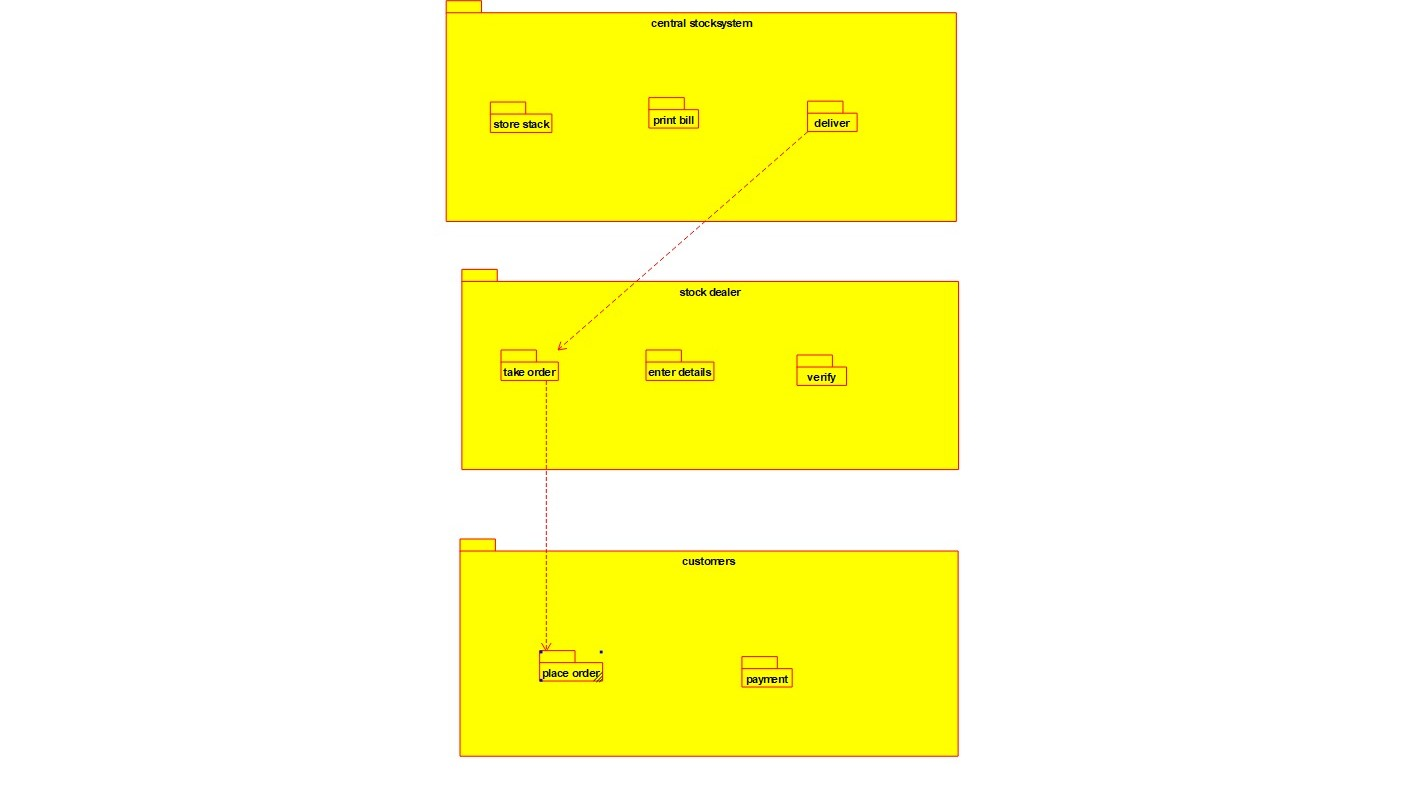 central stocksystem
store stack
print bill
deliver
stock dealer
take order
enter details
verify
customers
place order
payment